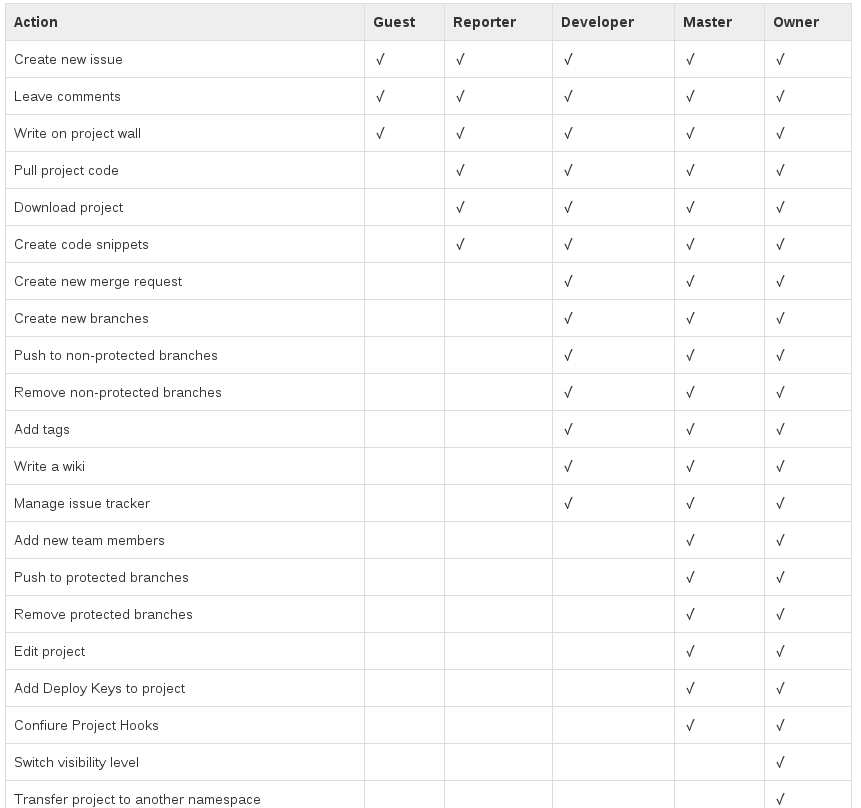 Action Guest Reporter Developer Master Owner
Create new issue √ √ √ √ √
Leave comments √ √ √ √ √
Write on project wall √ √ √ √ √
Pull project code √ √ √ √
Download project √ √ √ √
Create code snippets √ √ √ √
Create new merge request √ √ √
Create new branches √ √ √
Push to non-protected branches √ √ √
Remove non-protected branches √ √ √
Add tags √ √ √
Write a wiki √ √ √
Manage issue tracker √ √ √
Add new team members √ √
Push to protected branches √ √
Remove protected branches √ √
Edit project √ √
Add Deploy Keys to project √ √
Confiure Project Hooks √ √
Switch visibility level √
Transfer project to another namespace √